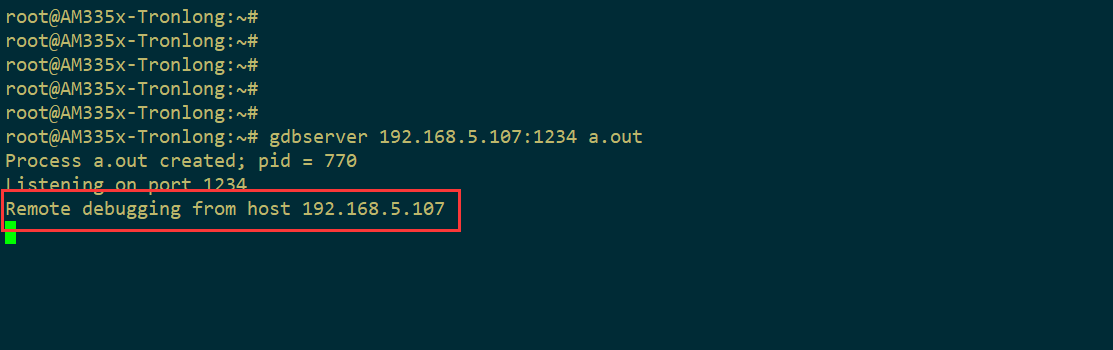 root@AM335x-Tronlong:~#
root@AM335x-Tronlong:~#
root@AM335x-Tronlong:~#
root@AM335x-Tronlong:~#
root@AM335x-Tronlong:~#
root@AM335x-Tronlong:~# gdbserver 192.168.5.107:1234 a.out
Process a.out created; pid = 770
Listening on port 1234
Remote debugging from host 192.168.5.107